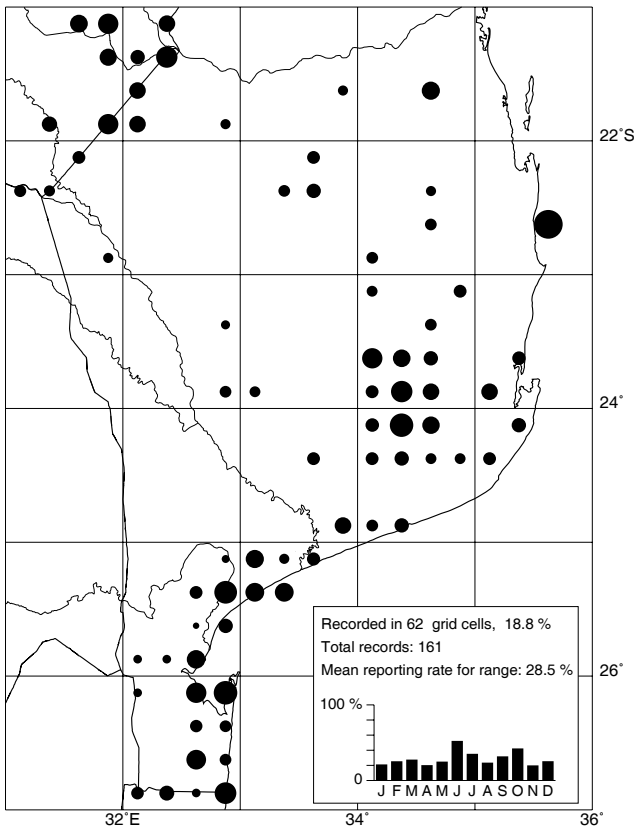 22°S
24°
Recorded in 62 grid cells, 18.8 %
Total records: 161
Mean reporting rate for range: 28.5 %
26°
100 %
0
J F M A M J J A S O N D
32°E 34° 36°